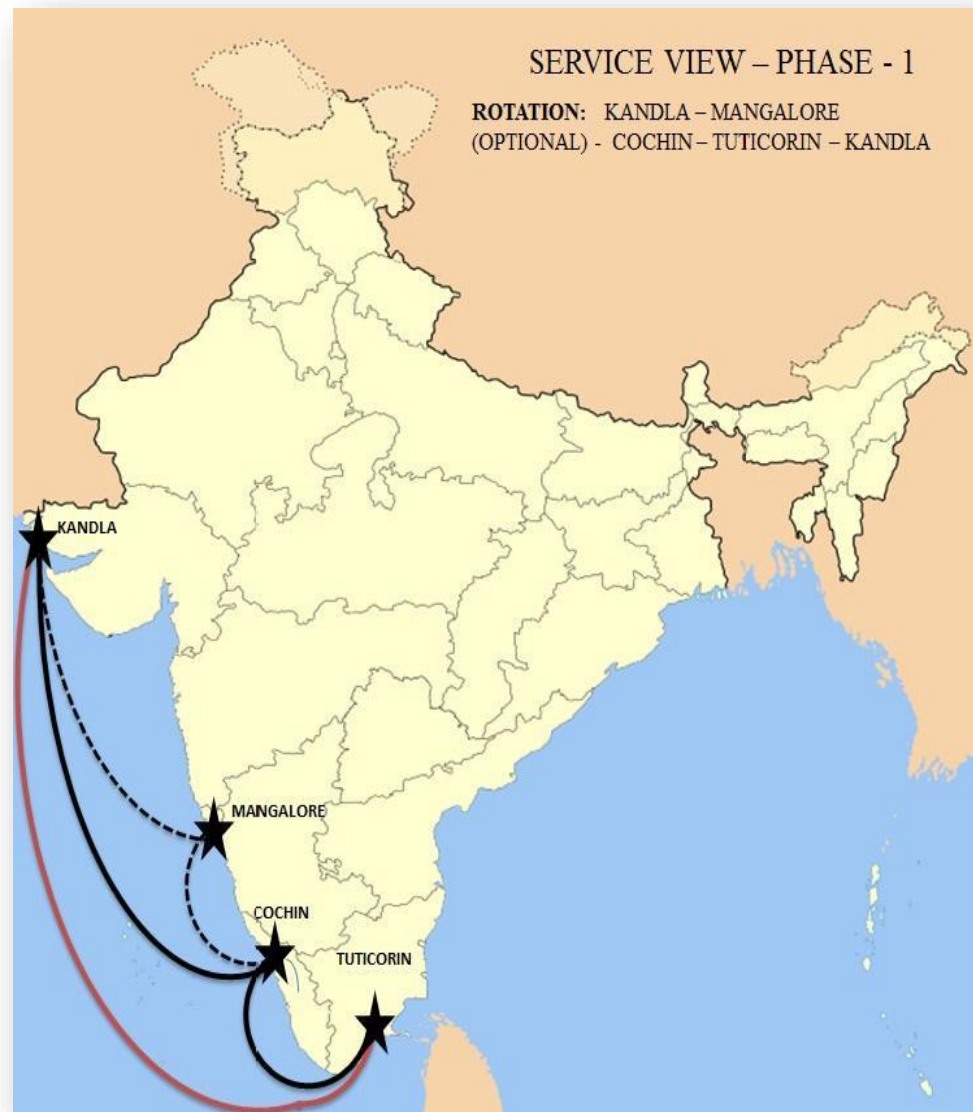 SERVICE VIEW – PHASE - 1
ROTATION: KANDLA – MANGALORE
(OPTIONAL) - COCHIN – TUTICORIN – KANDLA
KANDLA
MANGALORE
COCHIN
TUTICORIN